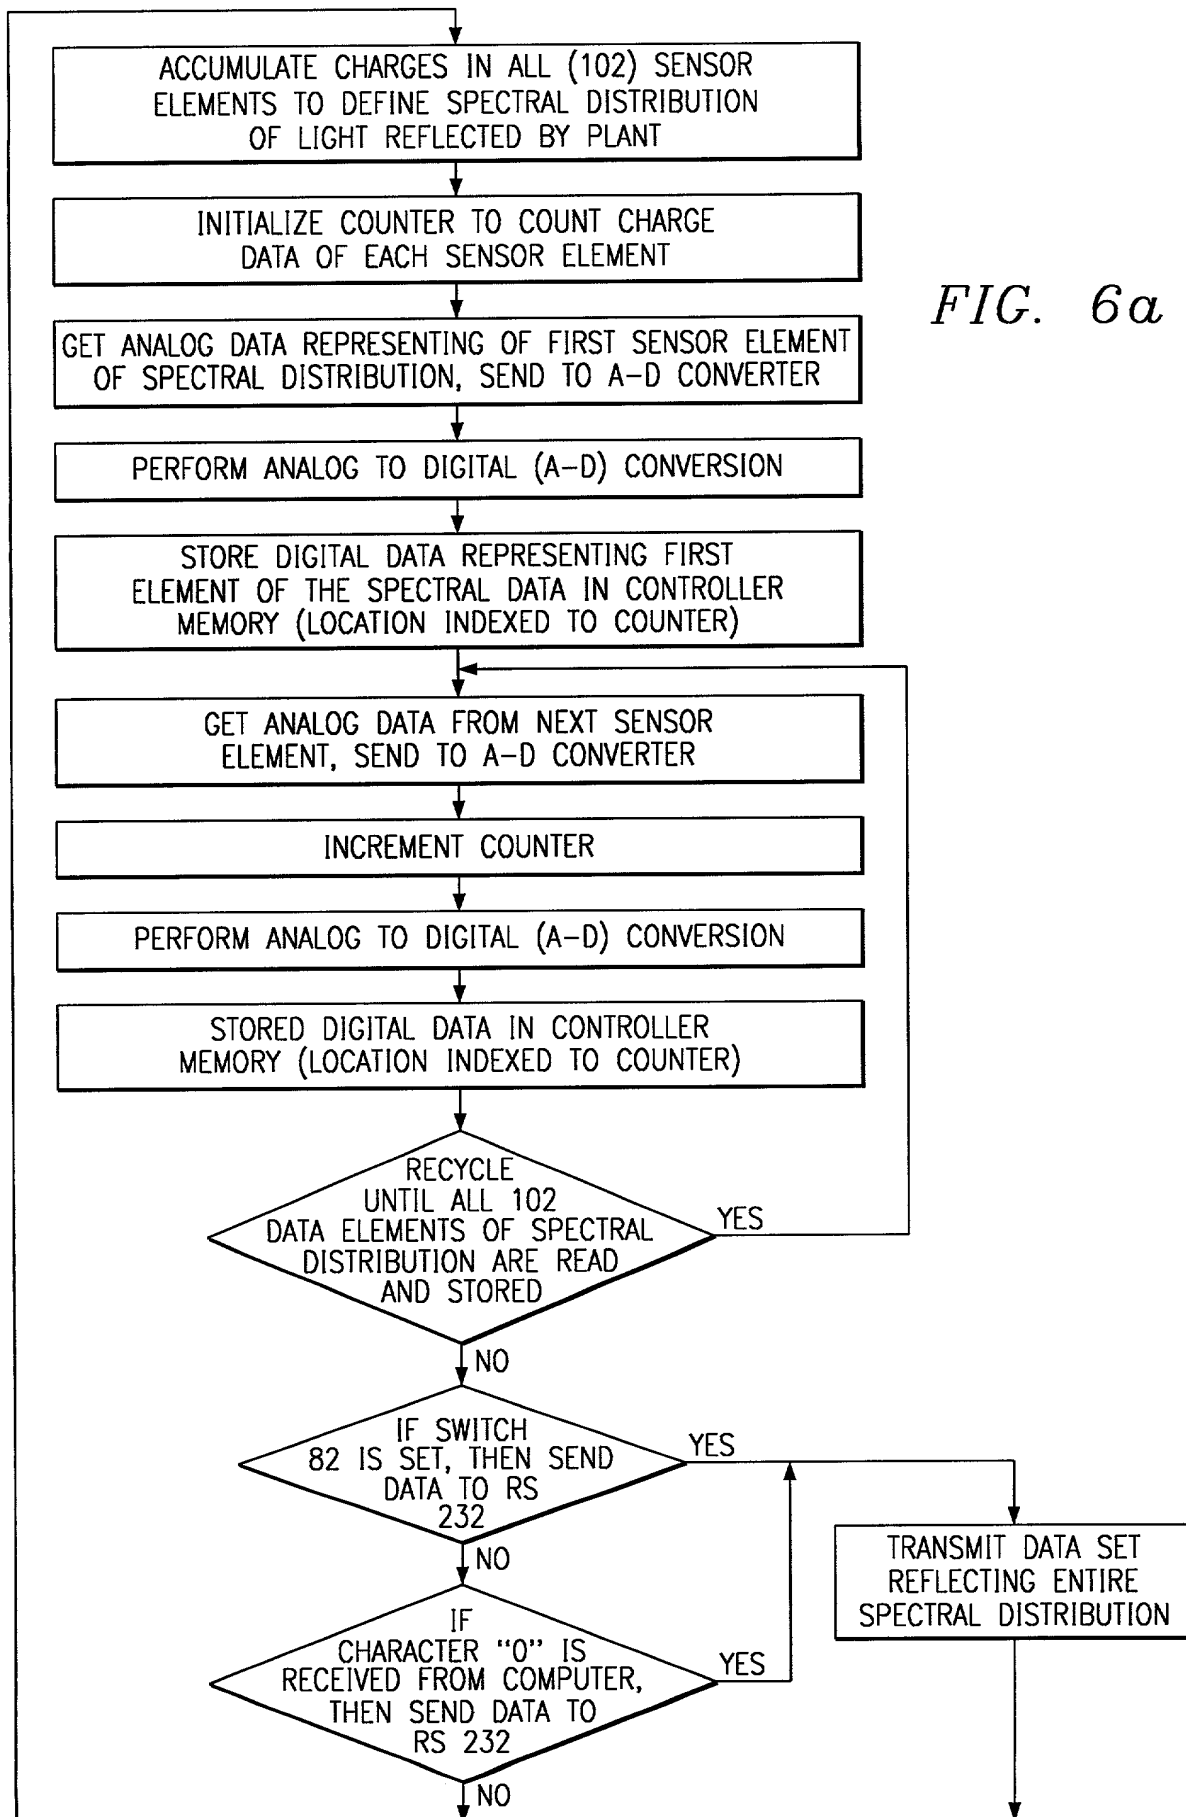 ACCUMULATE CHARGES IN ALL (102) SENSOR
ELEMENTS TO DEFINE SPECTRAL DISTRIBUTION
OF LIGHT REFLECTED BY PLANT
INITIALIZE COUNTER TO COUNT CHARGE
DATA OF EACH SENSOR ELEMENT
FIG. 6a
GET ANALOG DATA REPRESENTING OF FIRST SENSOR ELEMENT
OF SPECTRAL DISTRIBUTION, SEND TO A-D CONVERTER
PERFORM ANALOG TO DIGITAL (A-D) CONVERSION
STORE DIGITAL DATA REPRESENTING FIRST
ELEMENT OF THE SPECTRAL DATA IN CONTROLLER
MEMORY (LOCATION INDEXED TO COUNTER)
GET ANALOG DATA FROM NEXT SENSOR
ELEMENT, SEND TO A-D CONVERTER
INCREMENT COUNTER
PERFORM ANALOG TO DIGITAL (A-D) CONVERSION
STORED DIGITAL DATA IN CONTROLLER
MEMORY (LOCATION INDEXED TO COUNTER)
RECYCLE
UNTIL ALL 102
DATA ELEMENTS OF SPECTRAL
DISTRIBUTION ARE READ
AND STORED
YES
NO
IF SWITCH
82 IS SET, THEN SEND
DATA TO RS
232
YES
NO
TRANSMIT DATA SET
REFLECTING ENTIRE
SPECTRAL DISTRIBUTION
IF
CHARACTER "0" IS
RECEIVED FROM COMPUTER,
THEN SEND DATA TO
RS 232
YES
NO